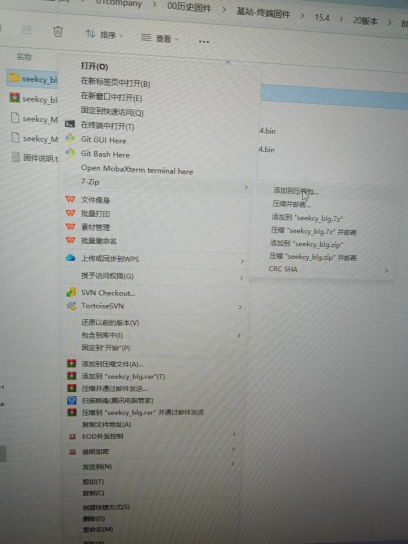 01company > 00历史固件 > 基站-终端固件 > 15.4 > 20版本
排序
查看
...
名称
seekcy_bl
seekcy_bl
seekcy_M
seekcy_M
固件说明.t
4.bin
4.bin
打开(O)
在新标签页中打开(B)
在新窗口中打开(E)
固定到快速访问(Q)
在终端中打开(T)
Git GUI Here
Git Bash Here
Open MobaXterm terminal here
7-Zip
文件瘦身
批量打印
素材管理
批量重命名
上传或同步到WPS
授予访问权限(G)
SVN Checkout...
TortoiseSVN
还原以前的版本(V)
包含到库中(I)
固定到"开始"(P)
添加到压缩文件(A)...
添加到 "seekcy_blg.rar"(T)
压缩并通过邮件发送...
压缩到 "seekcy_blg.rar" 并通过邮件发送
复制文件地址(A)
EOD外发控制
透明加密
发送到(N)
剪切(T)
复制(C)
创建快捷方式(S)
删除(D)
重命名(M)
添加到压缩包...
压缩并邮寄...
添加到 "seekcy_blg.7z"
压缩 "seekcy_blg.7z" 并邮寄
添加到 "seekcy_blg.zip"
压缩 "seekcy_blg.zip" 并邮寄
CRC SHA